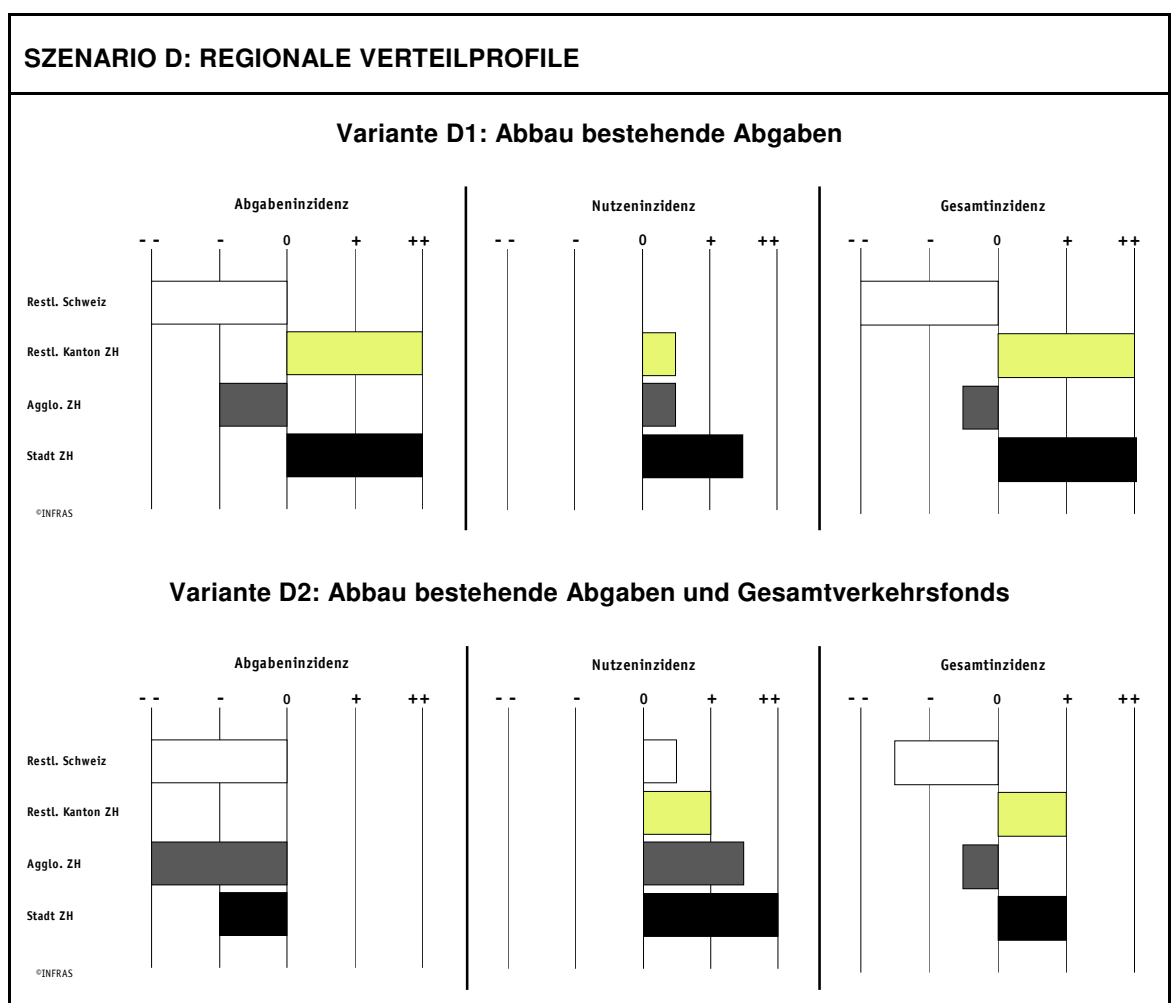 SZENARIO D: REGIONALE VERTEILPROFILE
Variante D1: Abbau bestehende Abgaben
Abgabeninzidenz Nutzeninzidenz Gesamtinzidenz
- - - 0 + ++ - - - 0 + ++ - - - 0 + ++
Restl. Schweiz
Restl. Kanton ZH
Agglo. ZH
Stadt ZH
©INFRAS
Variante D2: Abbau bestehende Abgaben und Gesamtverkehrsfonds
Abgabeninzidenz Nutzeninzidenz Gesamtinzidenz
- - - 0 + ++ - - - 0 + ++ - - - 0 + ++
Restl. Schweiz
Restl. Kanton ZH
Agglo. ZH
Stadt ZH
©INFRAS